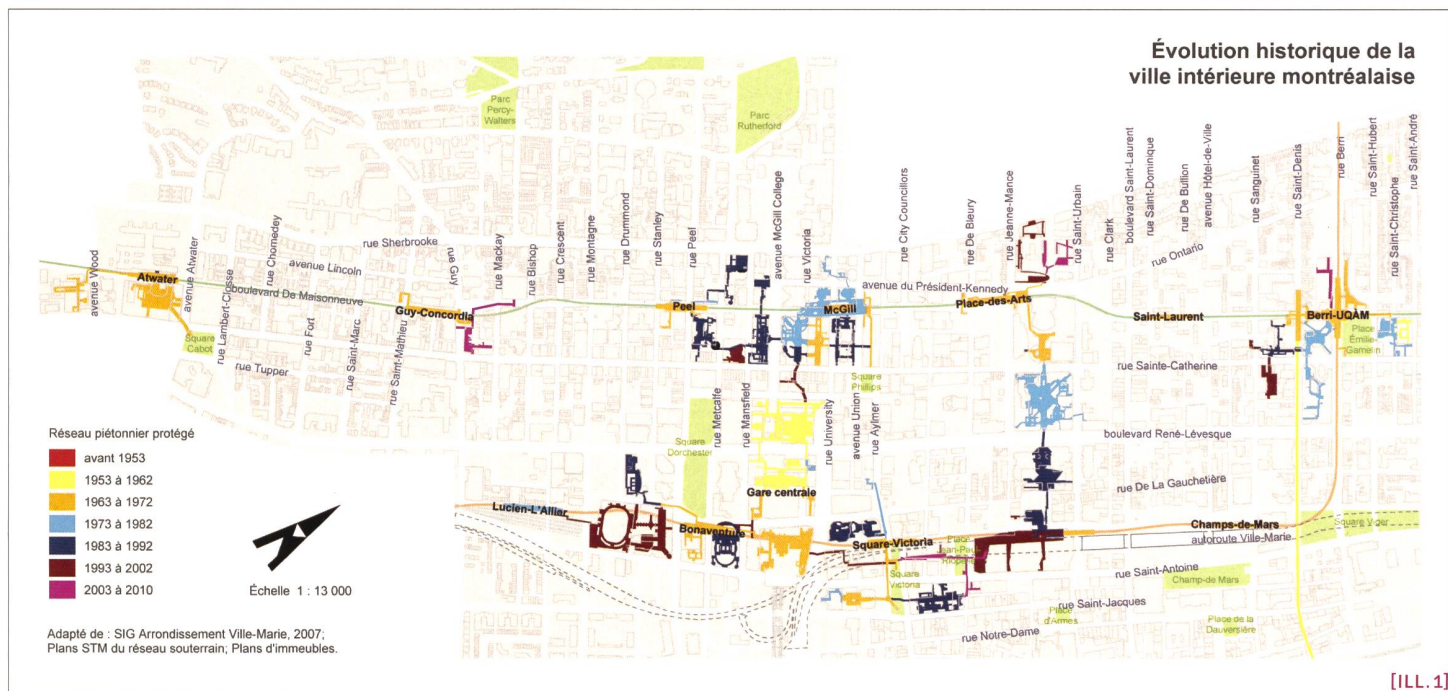 Évolution historique de la
ville intérieure montréalaise
Parc
Percy-
Walters
Parc
Rutherford
avenue Wood
Atwater
avenue Atwater
Square
Cabot
rue Lambert-Closse
rue Tupper
rue Chomedey
avenue Lincoln
boulevard De Maisonneuve
rue Fort
rue Saint-Marc
rue Saint-Mathieu
rue Sherbrooke
rue Guy
Guy-Concordia
rue Mackay
rue Bishop
rue Crescent
rue Montagne
rue Drummond
rue Stanley
rue Peel
Peel
avenue McGill College
rue Victoria
McGill
avenue du Président-Kennedy
rue City Councillors
rue De Bleury
rue Jeanne-Mance
Place-des-Arts
rue Saint-Urbain
rue Clark
boulevard Saint-Laurent
rue Saint-Dominique
rue De Bullion
avenue Hôtel-de-Ville
rue Ontario
rue Sanguinet
rue Saint-Denis
rue Berri
rue Saint-Hubert
rue Saint-Christophe
rue Saint-André
Saint-Laurent
Berri-UQÀM
Place
Émilie-
Gamelin
rue Sainte-Catherine
Square
Phillips
rue Metcalfe
rue Mansfield
rue University
avenue Union
rue Aylmer
Square
Dorchester
boulevard René-Lévesque
rue De La Gauchetière
Gare centrale
Lucien-L'Allier
Bonaventure
Square-Victoria
Place
Jean-Paul-
Riopelle
Champs-de-Mars
autoroute Ville-Marie
Square Viger
rue Saint-Antoine
Champ-de Mars
Square
Victoria
rue Saint-Jacques
Place
d'Armes
Place de la
Dauversière
rue Notre-Dame
Réseau piétonnier protégé
avant 1953
1953 à 1962
1963 à 1972
1973 à 1982
1983 à 1992
1993 à 2002
2003 à 2010
Échelle 1 : 13 000
Adapté de : SIG Arrondissement Ville-Marie, 2007;
Plans STM du réseau souterrain; Plans d'immeubles.
[ILL.1]